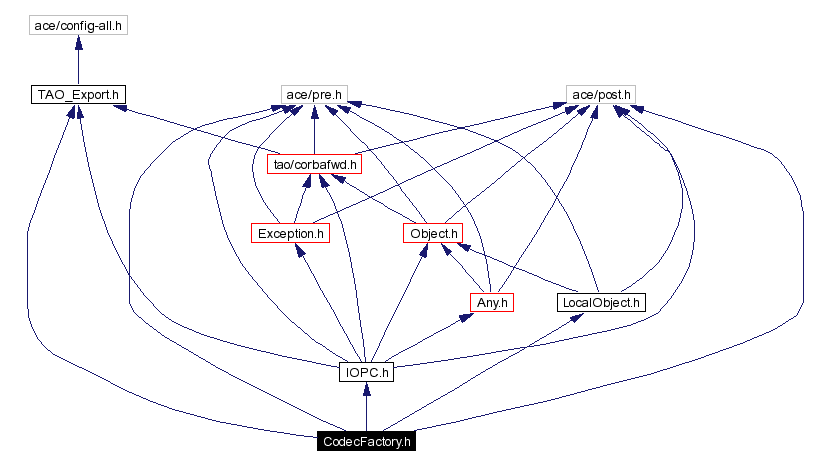 ace/config-all.h
TAO_Export.h
ace/pre.h
ace/post.h
tao/corbafwd.h
Exception.h
Object.h
Any.h
LocalObject.h
IOPC.h
CodecFactory.h